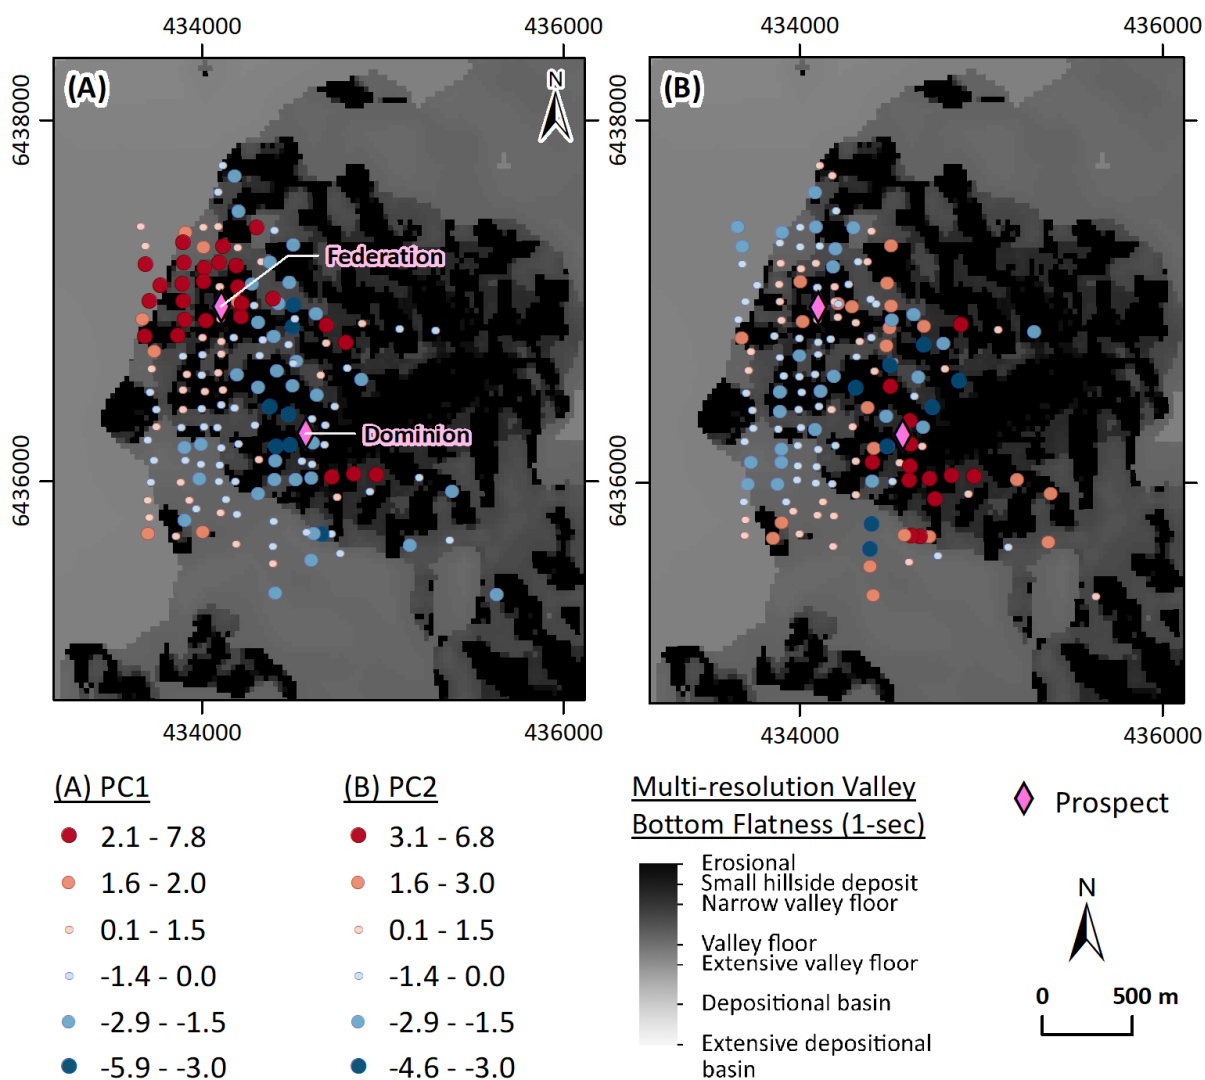 434000
436000
434000
436000
(A)
N
(B)
6438000
6438000
Federation
Dominion
6436000
6436000
434000
436000
434000
436000
(A) PC1
2.1 - 7.8
1.6 - 2.0
0.1 - 1.5
-1.4 - 0.0
-2.9 - -1.5
-5.9 - -3.0
(B) PC2
3.1 - 6.8
1.6 - 3.0
0.1 - 1.5
-1.4 - 0.0
-2.9 - -1.5
-4.6 - -3.0
Multi-resolution Valley
Bottom Flatness (1-sec)
Erosional
Small hillside deposit
Narrow valley floor
Valley floor
Extensive valley floor
Depositional basin
Extensive depositional
basin
Prospect
N
0 500 m